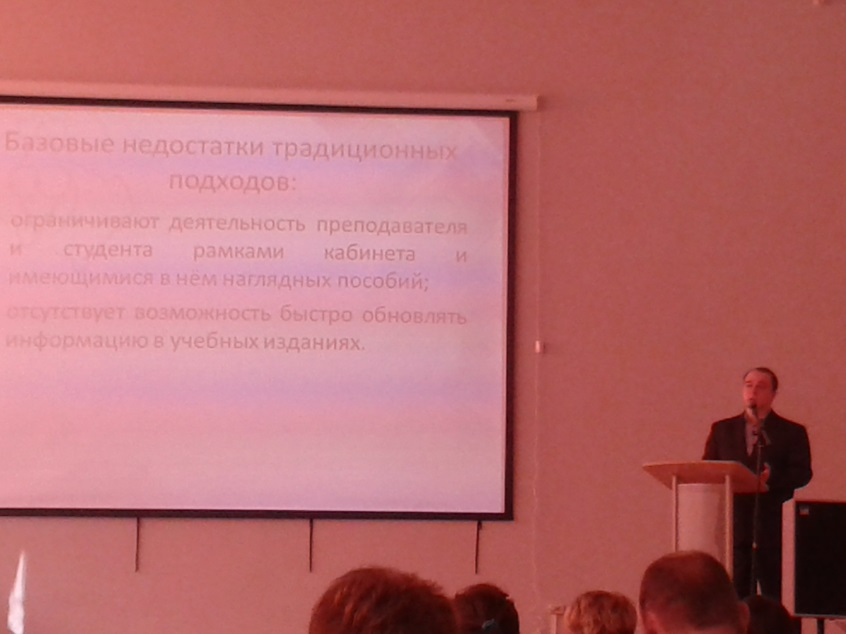 Базовые недостатки традиционных
подходов:
ограничивают деятельность преподавателя
и студента рамками кабинета и
имеющимися в нём наглядных пособий;
отсутствует возможность быстро обновлять
информацию в учебных изданиях.